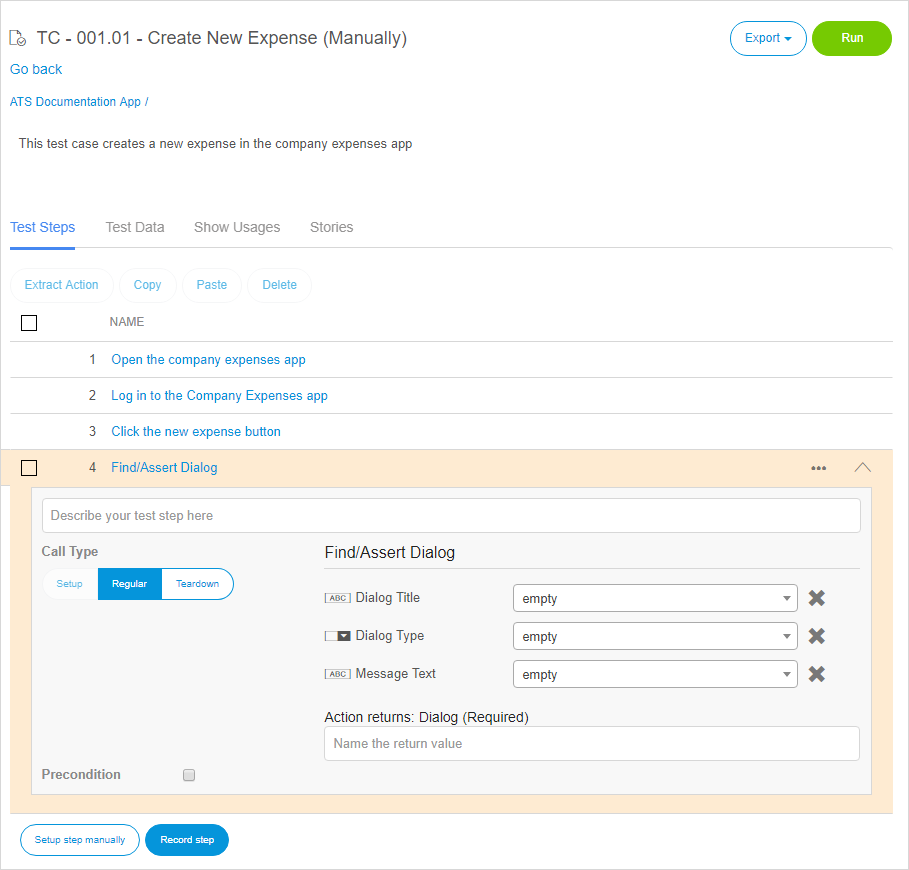 TC - 001.01 - Create New Expense (Manually)
Export
Run
Go back
ATS Documentation App /
This test case creates a new expense in the company expenses app
Test Steps Test Data Show Usages Stories
Extract Action Copy Paste Delete
NAME
1 Open the company expenses app
2 Log in to the Company Expenses app
3 Click the new expense button
4 Find/Assert Dialog
Describe your test step here
Call Type
Setup Regular Teardown
Find/Assert Dialog
ABC Dialog Title empty
Dialog Type empty
ABC Message Text empty
Action returns: Dialog (Required)
Name the return value
Precondition
Setup step manually Record step